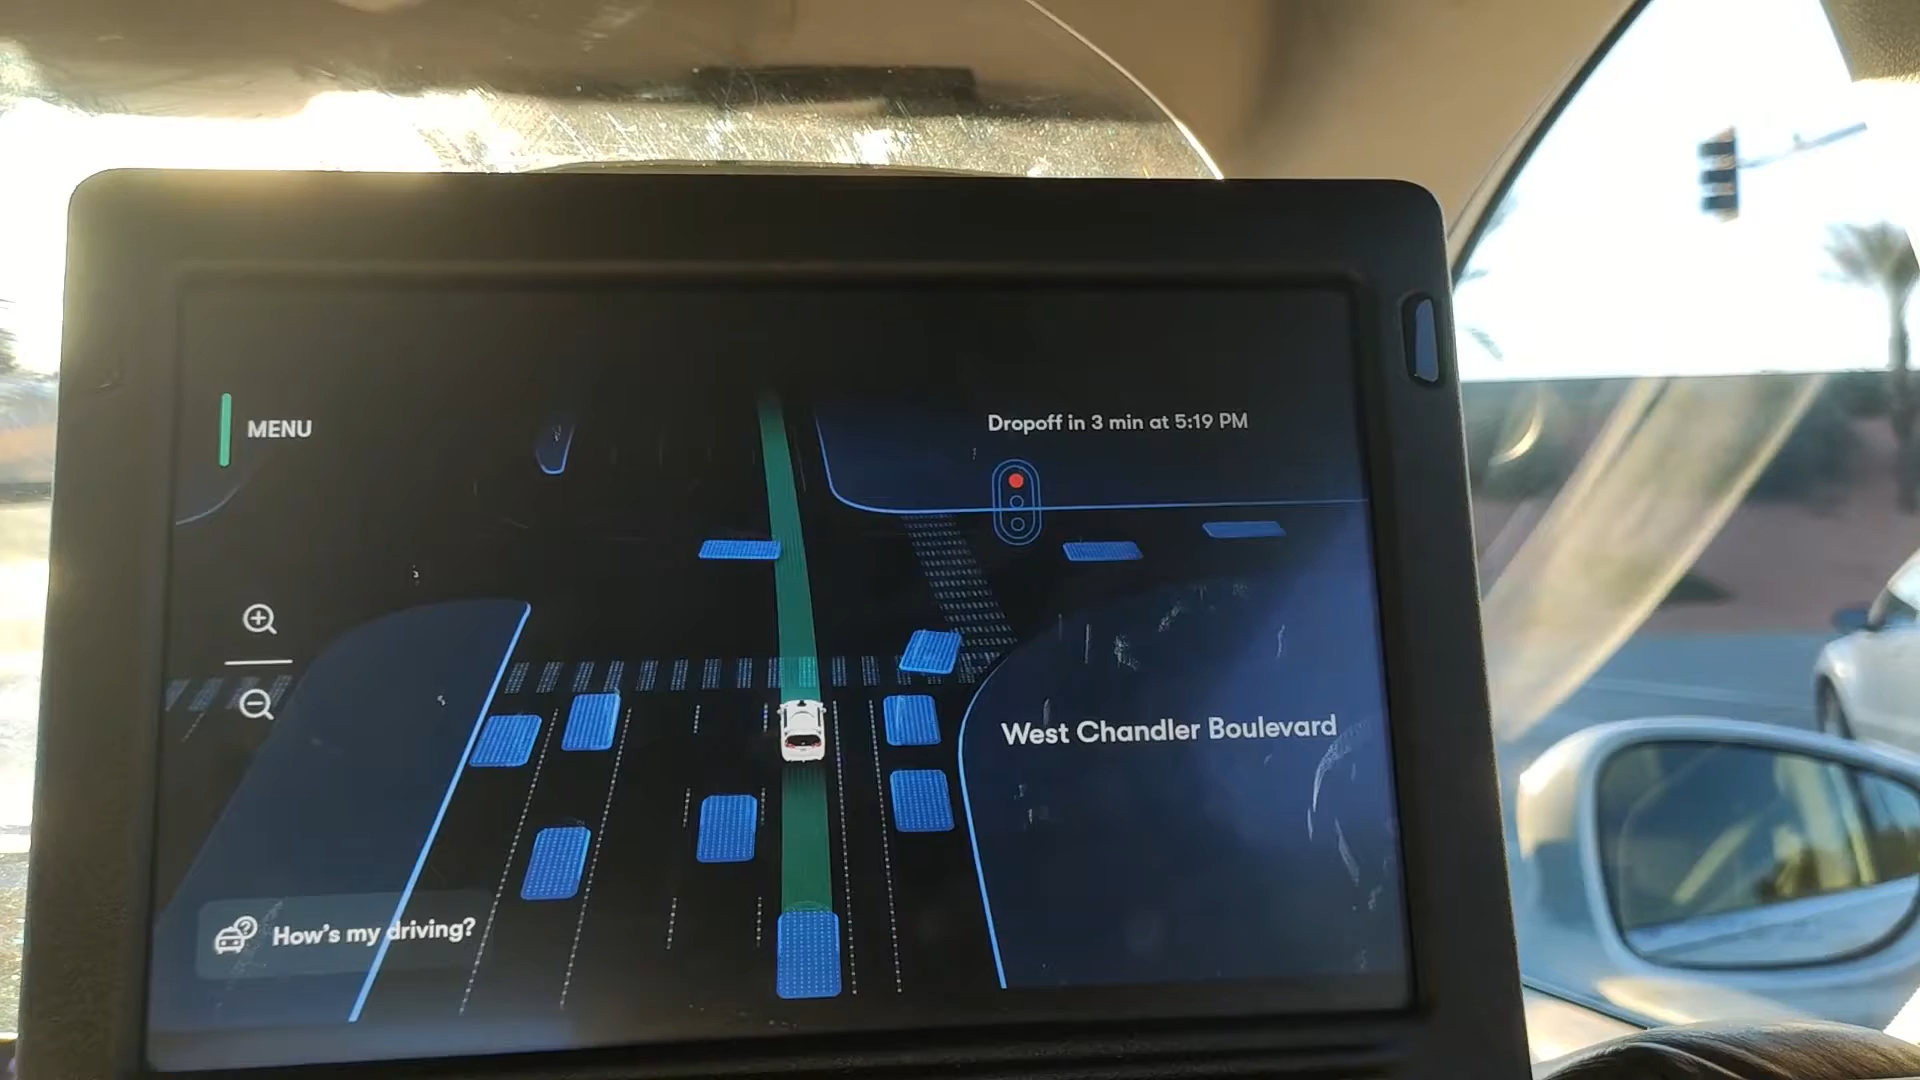 MENU
Dropoff in 3 min at 5:19 PM
West Chandler Boulevard
How's my driving?